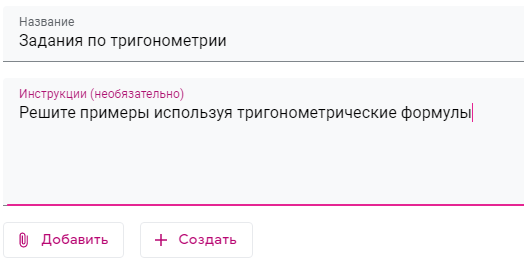 Название
Задания по тригонометрии
Инструкции (необязательно)
Решите примеры используя тригонометрические формулы
Добавить
Создать